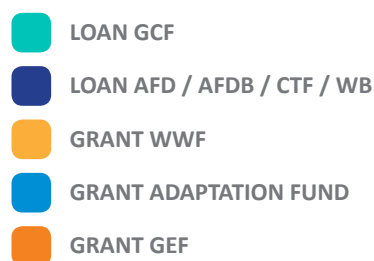 LOAN GCF
LOAN AFD / AFDB / CTF / WB
GRANT WWF
GRANT ADAPTATION FUND
GRANT GEF